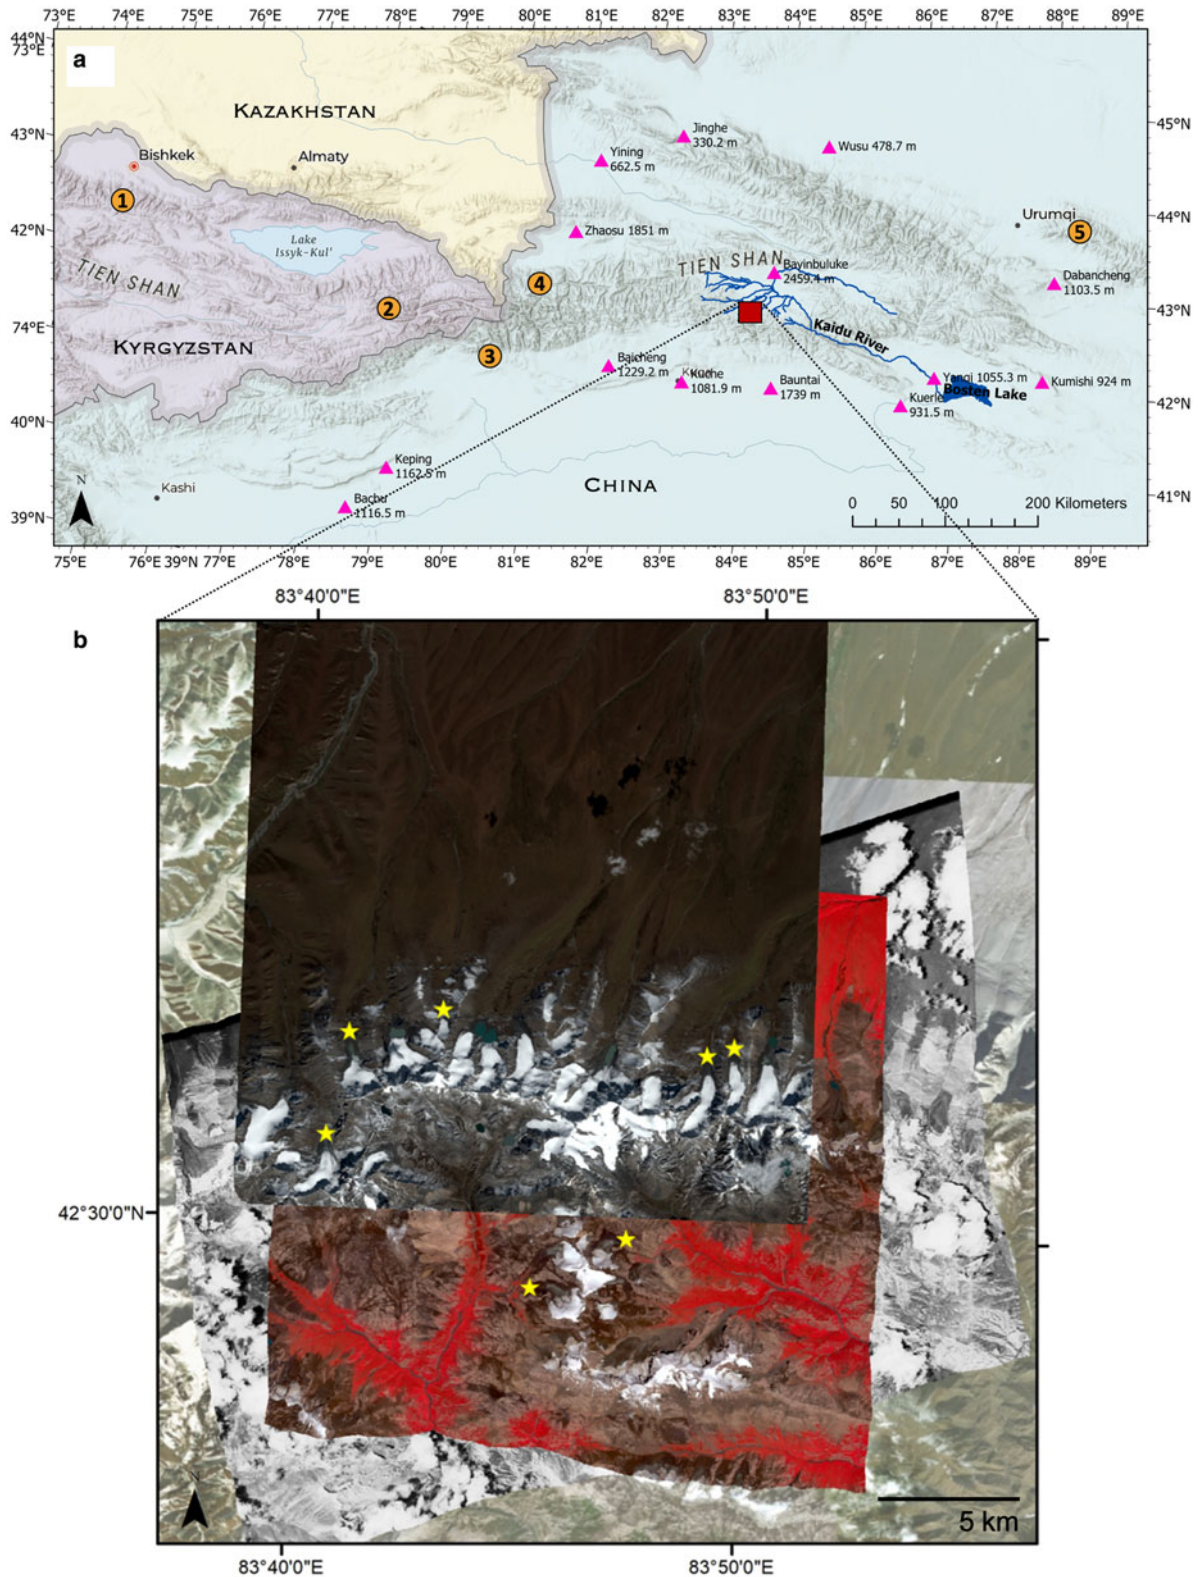 73°E 74°E 75°E 76°E 77°E 78°E 79°E 80°E 81°E 82°E 83°E 84°E 85°E 86°E 87°E 88°E 89°E
44°N
73°E
a
KAZAKHSTAN
43°N
45°N
Jinghe
330.2 m
Wusu 478.7 m
Bishkek
Almaty
Yining
662.5 m
1
44°N
Urumqi
5
42°N
Lake
Issyk-Kul'
Zhaosu 1851 m
TIEN SHAN
TIEN SHAN
Bayinbuluke
2459.4 m
Dabancheng
1103.5 m
4
2
43°N
74°E
KYRGYZSTAN
Kaidu River
3
Baicheng
1229.2 m
Kuche
1081.9 m
Bauntai
1739 m
Yanqi 1055.3 m
Bosten Lake
Kumishi 924 m
42°N
Kuerle
931.5 m
40°N
Keping
1162.5 m
CHINA
N
Kashi
Bachu
1116.5 m
0 50 100 200 Kilometers
41°N
39°N
75°E 76°E 39°N 77°E 78°E 79°E 80°E 81°E 82°E 83°E 84°E 85°E 86°E 87°E 88°E 89°E
83°40'0"E 83°50'0"E
b
42°30'0"N
N
5 km
83°40'0"E 83°50'0"E